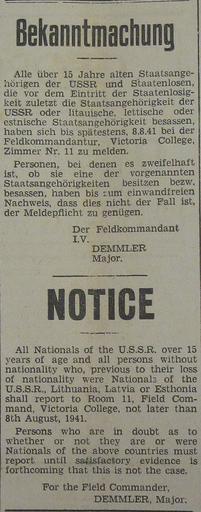 Bekanntmachung
Alle über 15 Jahre alten Staatsange-
hörigen der USSR und Staatenlosen,
die vor dem Eintritt der Staatenlosig-
keit zuletzt die Staatsangehörigkeit der
USSR oder litauische, lettische oder
estnische Staatsangehörigkeit besassen,
haben sich bis spätestens, 8.8.41 bei der
Feldkommandantur, Victoria College,
Zimmer Nr. 11 zu melden.
Personen, bei denen es zweifelhaft
ist, ob sie eine der vorgenannten
Staatsangehörigkeiten besitzen bezw.
besassen, haben bis zum einwandfreien
Nachweis, dass dies nicht der Fall ist,
der Meldepflicht zu genügen.
Der Feldkommandant
I.V.
DEMMLER
Major.
NOTICE
All Nationals of the U.S.S.R. over 15
years of age and all persons without
nationality who, previous to their loss
of nationality were Nationals of the
U.S.S.R., Lithuania, Latvia or Esthonia
shall report to Room 11, Field Com-
mand, Victoria College, not later than
8th August, 1941.
Persons who are in doubt as to
whether or not they are or were
Nationals of the above countries must
report until satisfactory evidence is
forthcoming that this is not the case.
For the Field Commander,
DEMMLER, Major.